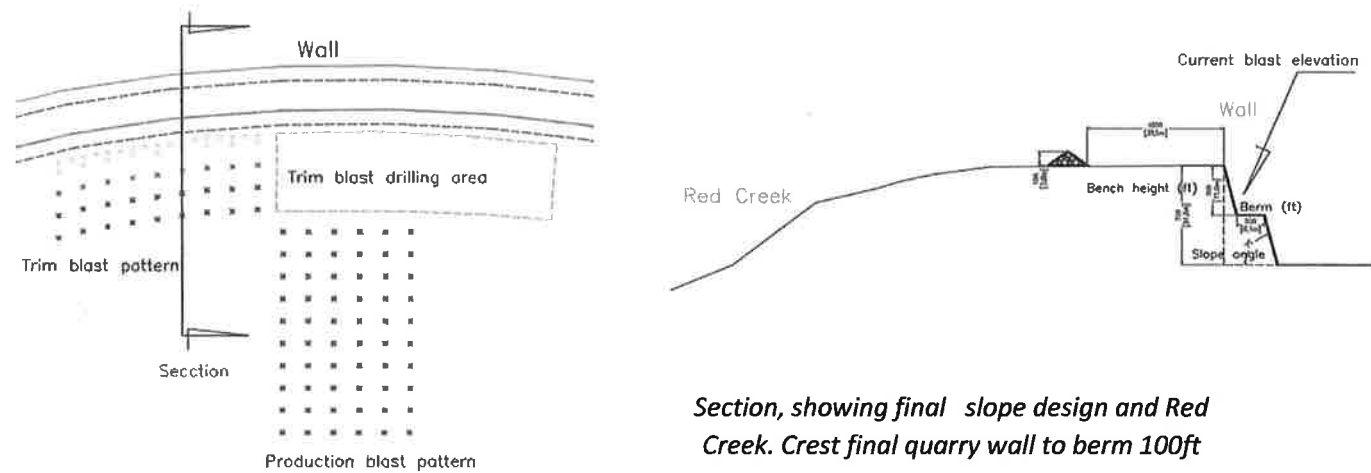 Wall
Trim blast drilling area
Trim blast pattern
Secction
Production blast pattern
Current blast elevation
Wall
Red Creek
Bench height (ft)
Berm (ft)
Slope angle
Section, showing final slope design and Red
Creek. Crest final quarry wall to berm 100ft